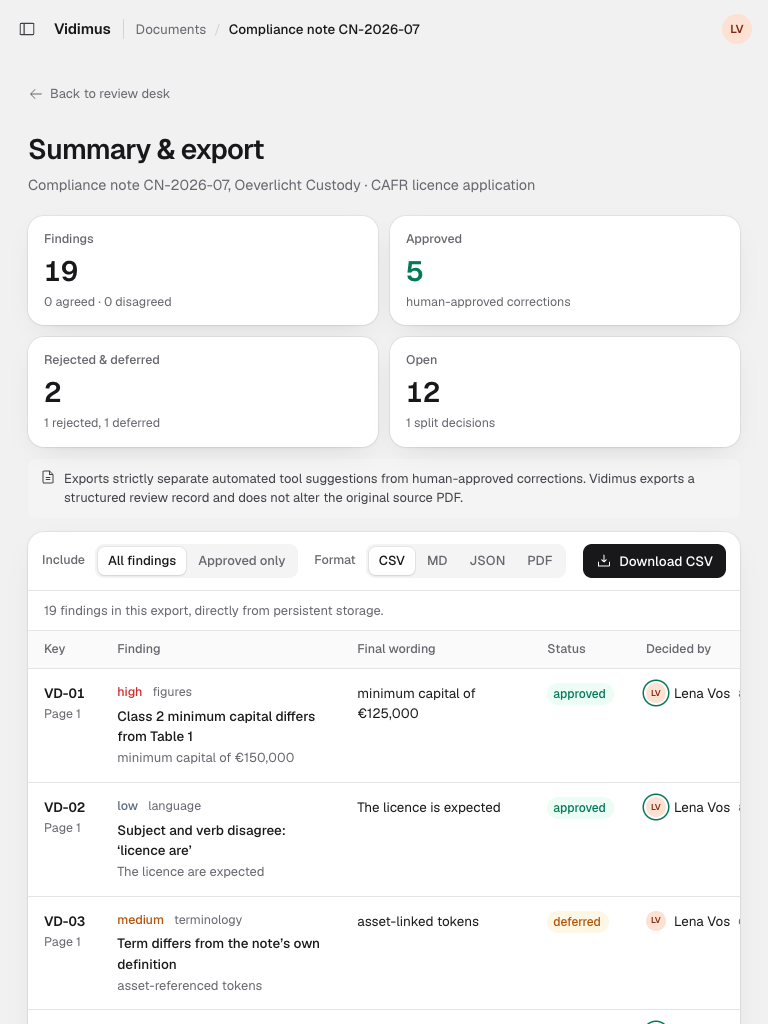 Vidimus
Documents / Compliance note CN-2026-07
LV
Back to review desk
Summary & export
Compliance note CN-2026-07, Oeverlicht Custody · CAFR licence application
Findings
19
0 agreed · 0 disagreed
Approved
5
human-approved corrections
Rejected & deferred
2
1 rejected, 1 deferred
Open
12
1 split decisions
Exports strictly separate automated tool suggestions from human-approved corrections. Vidimus exports a
structured review record and does not alter the original source PDF.
Include All findings Approved only Format CSV MD JSON PDF Download CSV
19 findings in this export, directly from persistent storage.
Key Finding Final wording Status Decided by
VD-01
Page 1
high figures
Class 2 minimum capital differs
from Table 1
minimum capital of €150,000
minimum capital of
€125,000
approved
LV Lena Vos
VD-02
Page 1
low language
Subject and verb disagree:
‘licence are’
The licence are expected
The licence is expected
approved
LV Lena Vos
VD-03
Page 1
medium terminology
Term differs from the note’s own
definition
asset-referenced tokens
asset-linked tokens
deferred
LV Lena Vos